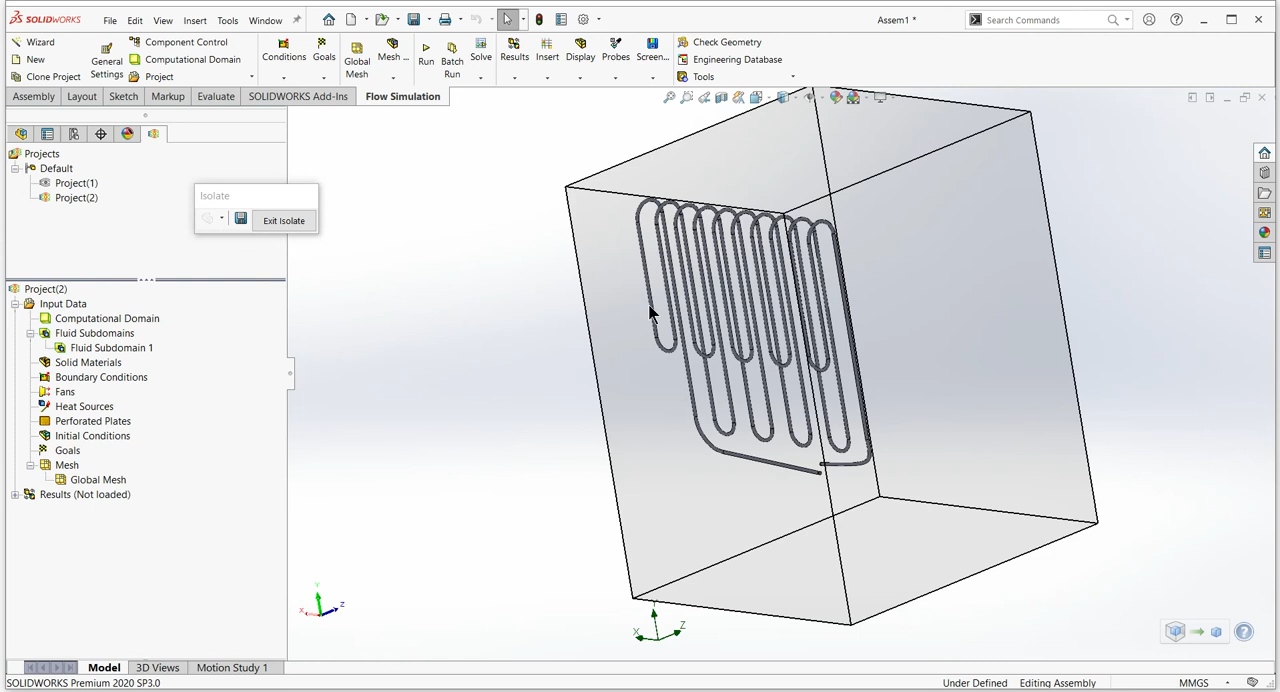 SOLIDWORKS File Edit View Insert Tools Window Assem1 * Search Commands
Wizard
New
Clone Project
General Settings
Component Control
Computational Domain
Project
Conditions
Goals
Global Mesh
Mesh ...
Run
Batch Run
Solve
Results
Insert
Display
Probes
Screen...
Check Geometry
Engineering Database
Tools
Assembly Layout Sketch Markup Evaluate SOLIDWORKS Add-Ins Flow Simulation
Projects
Default
Project(1)
Project(2)
Isolate
Exit Isolate
Project(2)
Input Data
Computational Domain
Fluid Subdomains
Fluid Subdomain 1
Solid Materials
Boundary Conditions
Fans
Heat Sources
Perforated Plates
Initial Conditions
Goals
Mesh
Global Mesh
Results (Not loaded)
Y
X Z
X Z
Model 3D Views Motion Study 1
SOLIDWORKS Premium 2020 SP3.0 Under Defined Editing Assembly MMGS